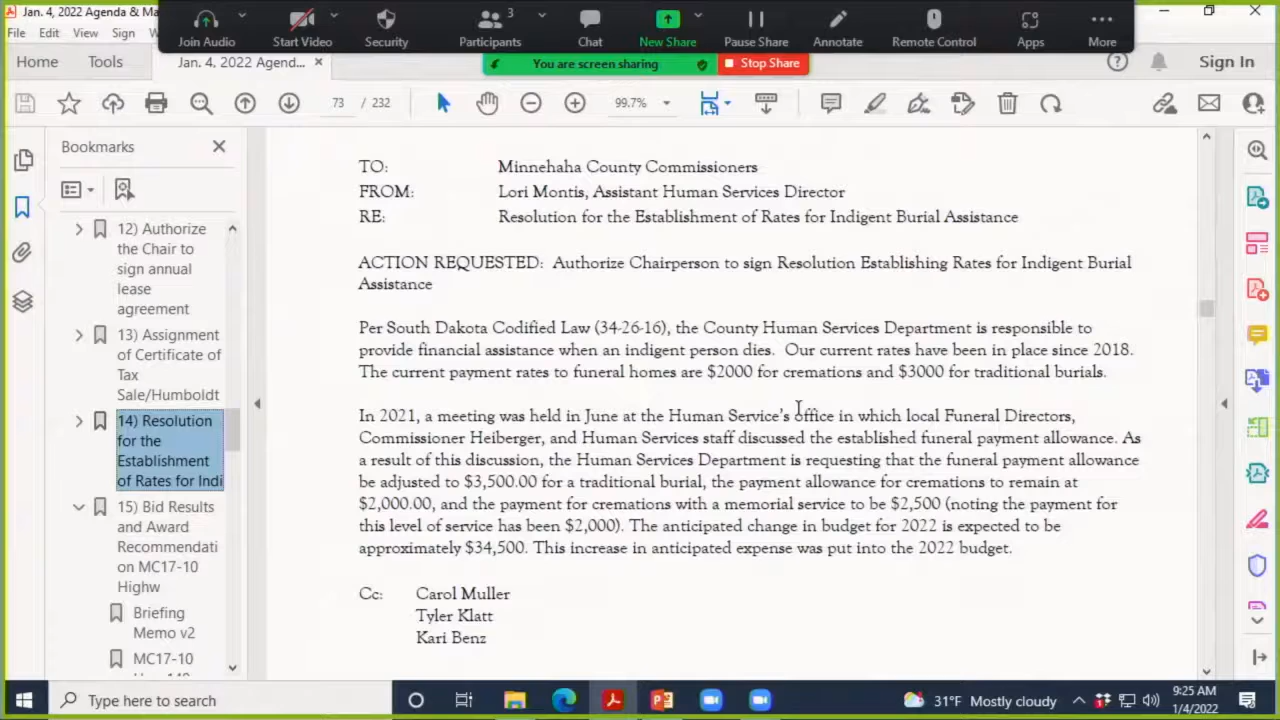 Jan. 4, 2022 Agenda & Ma
File Edit View Sign W
Join Audio
Start Video
Security
3
Participants
Chat
New Share
Pause Share
Annotate
Remote Control
Apps
More
You are screen sharing
Stop Share
Home Tools
Jan. 4, 2022 Agend...
Sign In
73 / 232
99.7%
Bookmarks
12) Authorize
the Chair to
sign annual
lease
agreement
13) Assignment
of Certificate of
Tax
Sale/Humboldt
14) Resolution
for the
Establishment
of Rates for Indi
15) Bid Results
and Award
Recommendati
on MC17-10
Highw
Briefing
Memo v2
MC17-10
TO: Minnehaha County Commissioners
FROM: Lori Montis, Assistant Human Services Director
RE: Resolution for the Establishment of Rates for Indigent Burial Assistance
ACTION REQUESTED: Authorize Chairperson to sign Resolution Establishing Rates for Indigent Burial
Assistance
Per South Dakota Codified Law (34-26-16), the County Human Services Department is responsible to
provide financial assistance when an indigent person dies. Our current rates have been in place since 2018.
The current payment rates to funeral homes are $2000 for cremations and $3000 for traditional burials.
In 2021, a meeting was held in June at the Human Service's office in which local Funeral Directors,
Commissioner Heiberger, and Human Services staff discussed the established funeral payment allowance. As
a result of this discussion, the Human Services Department is requesting that the funeral payment allowance
be adjusted to $3,500.00 for a traditional burial, the payment allowance for cremations to remain at
$2,000.00, and the payment for cremations with a memorial service to be $2,500 (noting the payment for
this level of service has been $2,000). The anticipated change in budget for 2022 is expected to be
approximately $34,500. This increase in anticipated expense was put into the 2022 budget.
Cc: Carol Muller
Tyler Klatt
Kari Benz
Type here to search
31°F Mostly cloudy
9:25 AM
1/4/2022